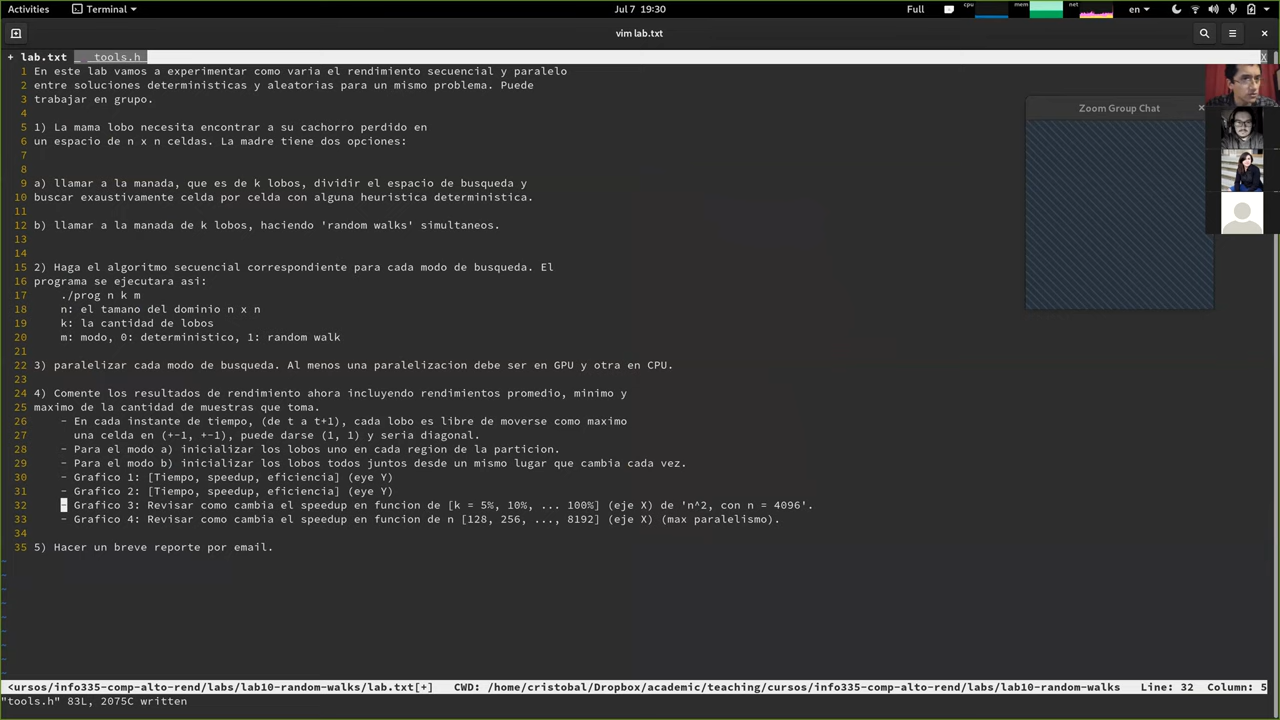 Activities
Terminal
Jul 7 19:30
Full
cpu
mem
net
en
vim lab.txt
+ lab.txt
tools.h
X
1 En este lab vamos a experimentar como varia el rendimiento secuencial y paralelo
2 entre soluciones deterministicas y aleatorias para un mismo problema. Puede
3 trabajar en grupo.
4
5 1) La mama lobo necesita encontrar a su cachorro perdido en
6 un espacio de n x n celdas. La madre tiene dos opciones:
7
8
9 a) llamar a la manada, que es de k lobos, dividir el espacio de busqueda y
10 buscar exaustivamente celda por celda con alguna heuristica deterministica.
11
12 b) llamar a la manada de k lobos, haciendo 'random walks' simultaneos.
13
14
15 2) Haga el algoritmo secuencial correspondiente para cada modo de busqueda. El
16 programa se ejecutara asi:
17 ./prog n k m
18 n: el tamano del dominio n x n
19 k: la cantidad de lobos
20 m: modo, 0: deterministico, 1: random walk
21
22 3) paralelizar cada modo de busqueda. Al menos una paralelizacion debe ser en GPU y otra en CPU.
23
24 4) Comente los resultados de rendimiento ahora incluyendo rendimientos promedio, minimo y
25 maximo de la cantidad de muestras que toma.
26 - En cada instante de tiempo, (de t a t+1), cada lobo es libre de moverse como maximo
27 una celda en (+-1, +-1), puede darse (1, 1) y seria diagonal.
28 - Para el modo a) inicializar los lobos uno en cada region de la particion.
29 - Para el modo b) inicializar los lobos todos juntos desde un mismo lugar que cambia cada vez.
30 - Grafico 1: [Tiempo, speedup, eficiencia] (eye Y)
31 - Grafico 2: [Tiempo, speedup, eficiencia] (eye Y)
32 - Grafico 3: Revisar como cambia el speedup en funcion de [k = 5%, 10%, ... 100%] (eje X) de 'n^2, con n = 4096'.
33 - Grafico 4: Revisar como cambia el speedup en funcion de n [128, 256, ..., 8192] (eje X) (max paralelismo).
34
35 5) Hacer un breve reporte por email.
Zoom Group Chat
<ursos/info335-comp-alto-rend/labs/lab10-random-walks/lab.txt[+] CWD: /home/cristobal/Dropbox/academic/teaching/cursos/info335-comp-alto-rend/labs/lab10-random-walks Line: 32 Column: 5
"tools.h" 83L, 2075C written